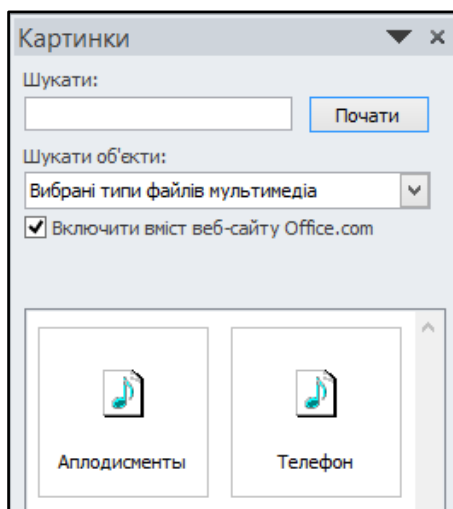 Картинки
Шукати:
Почати
Шукати об'єкти:
Вибрані типи файлів мультимедіа
Включити вміст веб-сайту Office.com
Аплодисменты Телефон